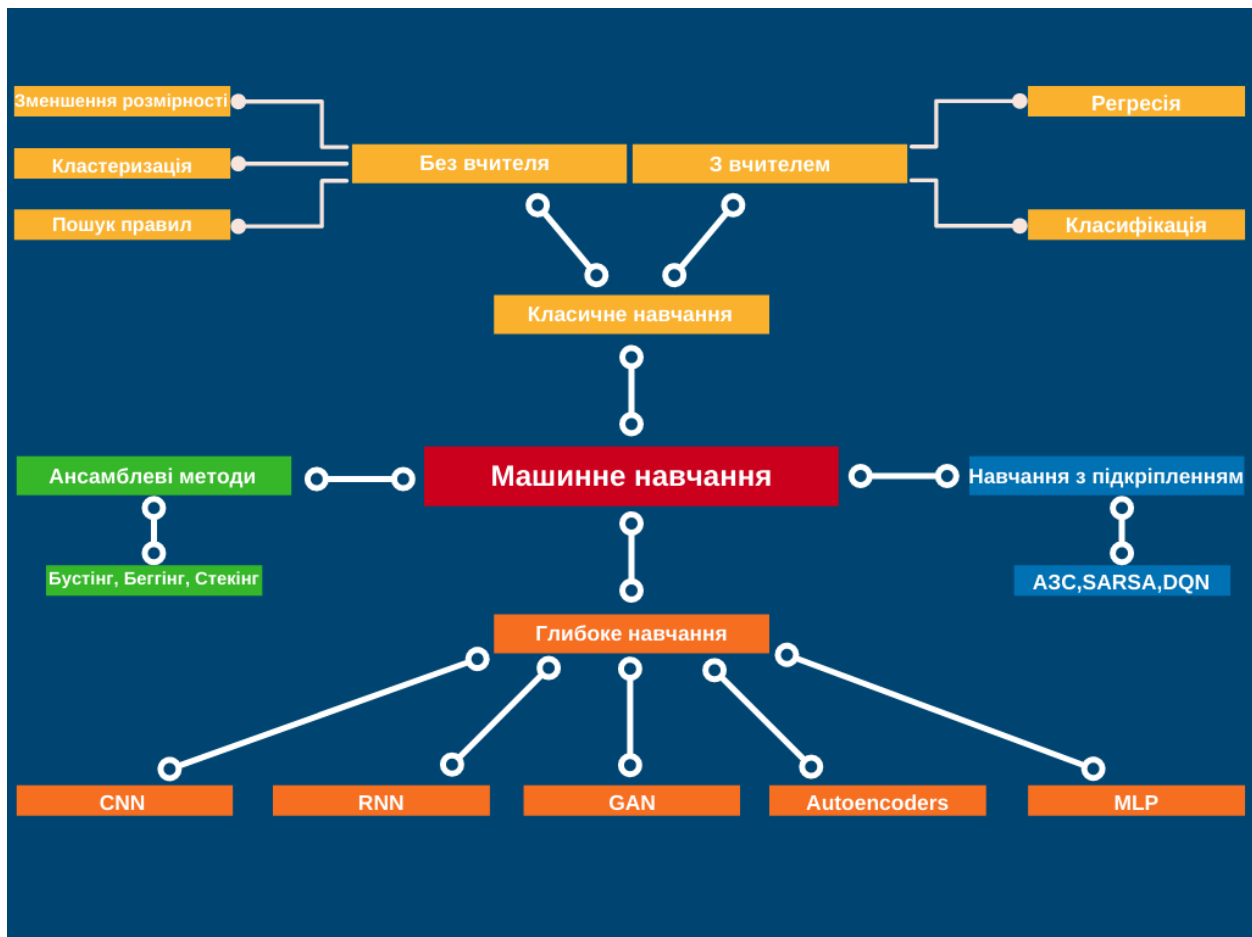 Зменшення розмірності
Регресія
Без вчителя
З вчителем
Кластеризація
Пошук правил
Класифікація
Класичне навчання
Ансамблеві методи
Машинне навчання
Навчання з підкріпленням
Бустінг, Беггінг, Стекінг
A3C,SARSA,DQN
Глибоке навчання
CNN
RNN
GAN
Autoencoders
MLP